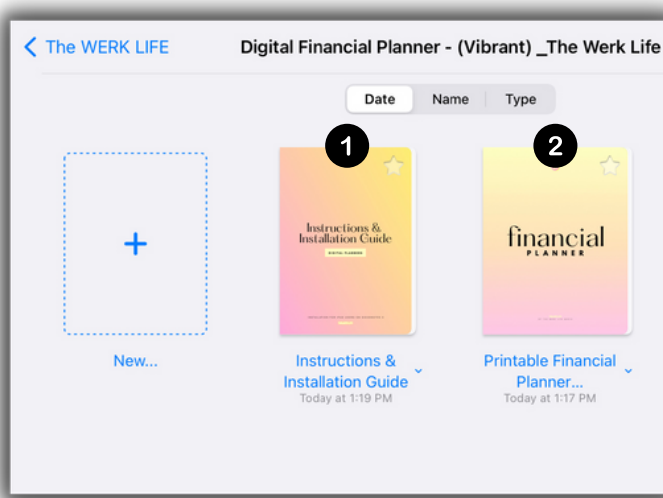 The WERK LIFE
Digital Financial Planner - (Vibrant) _The Werk Life
Date Name Type
1
2
Instructions &
Installation Guide
DIGITAL PLANNER
financial
PLANNER
New...
Instructions &
Installation Guide
Today at 1:19 PM
Printable Financial
Planner...
Today at 1:17 PM